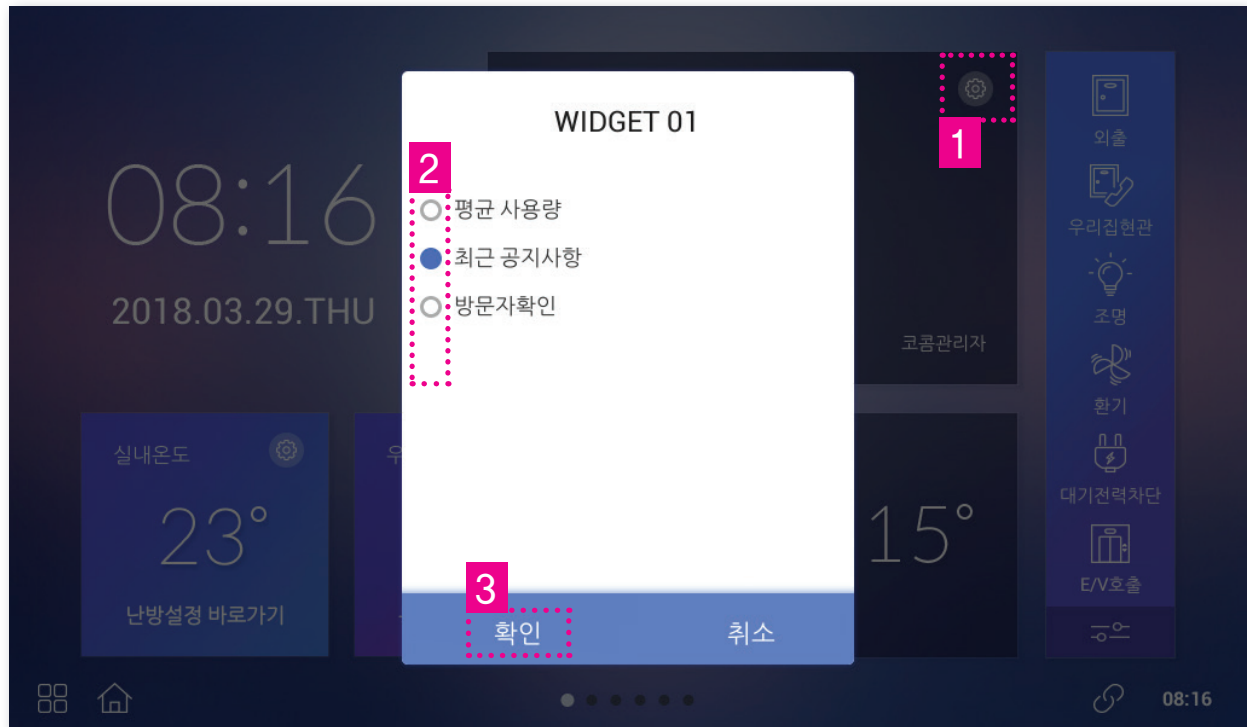 WIDGET 01
1
2
평균 사용량
최근 공지사항
방문자확인
3
확인
취소
08:16
2018.03.29.THU
코콤관리자
실내온도
23°
난방설정 바로가기
우
15°
외출
우리집현관
조명
환기
대기전력차단
E/V호출
08:16